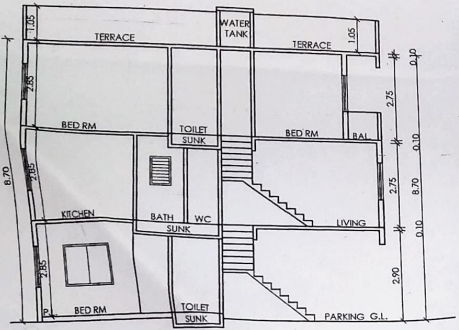 WATER
TANK
1.05
TERRACE
TERRACE
1.05
0.10
2.85
2.75
BED RM
TOILET
SUNK
BED RM
BAL.
0.10
8.70
2.85
2.75
8.70
KITCHEN
BATH
WC
SUNK
LIVING
0.10
2.85
2.90
P
BED RM
TOILET
SUNK
PARKING G.L.